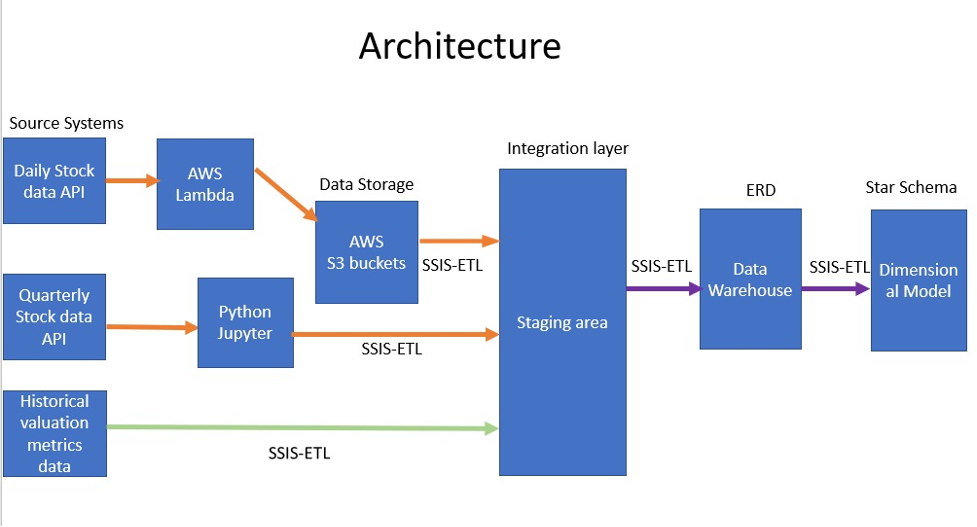 Architecture
Source Systems
Daily Stock
data API
AWS
Lambda
Data Storage
AWS
S3 buckets
SSIS-ETL
Quarterly
Stock data
API
Python
Jupyter
SSIS-ETL
Historical
valuation
metrics
data
SSIS-ETL
Integration layer
Staging area
SSIS-ETL
ERD
Data
Warehouse
SSIS-ETL
Star Schema
Dimension
al Model